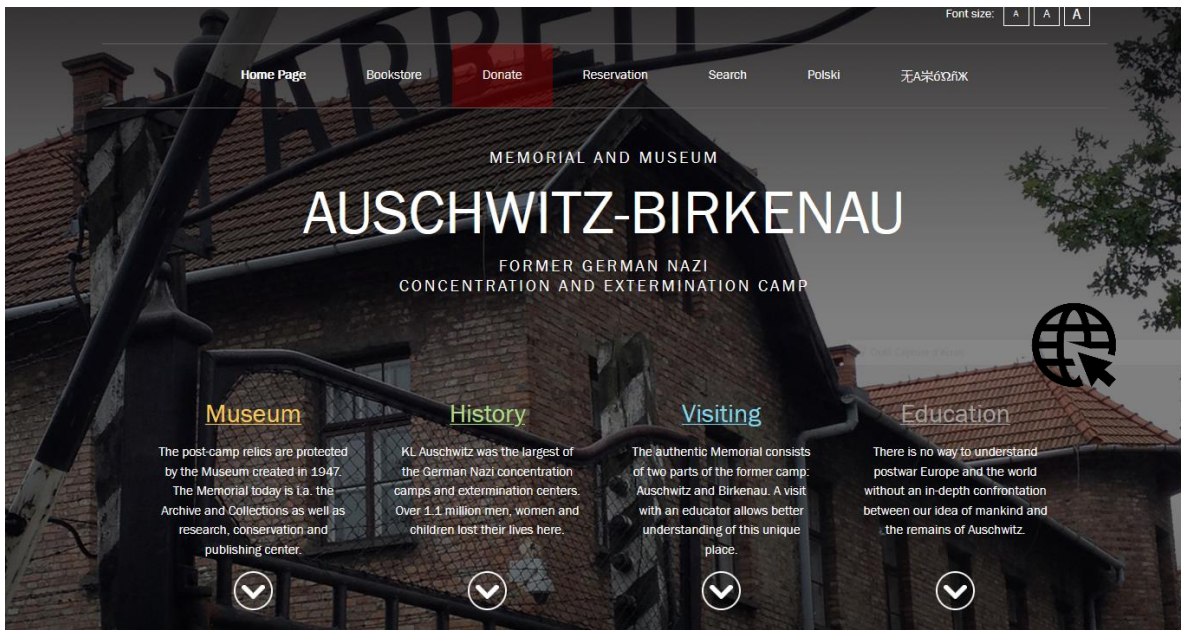 Font size: A A A
Home Page Bookstore Donate Reservation Search Polski 无A
ARBEI
MEMORIAL AND MUSEUM
AUSCHWITZ-BIRKENAU
FORMER GERMAN NAZI
CONCENTRATION AND EXTERMINATION CAMP
Museum
The post-camp relics are protected
by the Museum created in 1947.
The Memorial today is i.a. the
Archive and Collections as well as
research, conservation and
publishing center.
History
KL Auschwitz was the largest of
the German Nazi concentration
camps and extermination centers.
Over 1.1 million men, women and
children lost their lives here.
Visiting
The authentic Memorial consists
of two parts of the former camp:
Auschwitz and Birkenau. A visit
with an educator allows better
understanding of this unique
place.
Education
There is no way to understand
postwar Europe and the world
without an in-depth confrontation
between our idea of mankind and
the remains of Auschwitz.